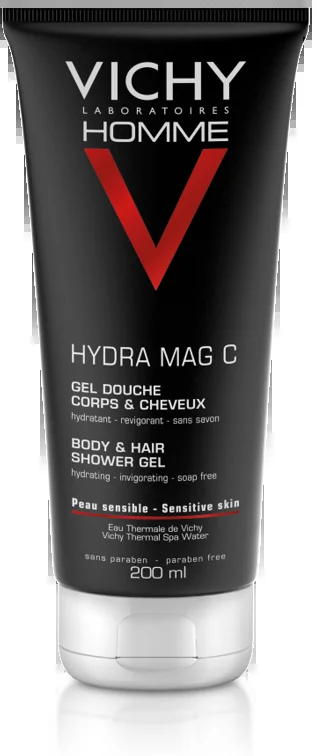 VICHY
LABORATOIRES
HOMME
V
HYDRA MAG C
GEL DOUCHE
CORPS & CHEVEUX
hydratant - revigorant - sans savon
BODY & HAIR
SHOWER GEL
hydrating - invigorating - soap free
Peau sensible - Sensitive skin
Eau Thermale de Vichy
Vichy Thermal Spa Water
sans paraben - paraben free
200 ml